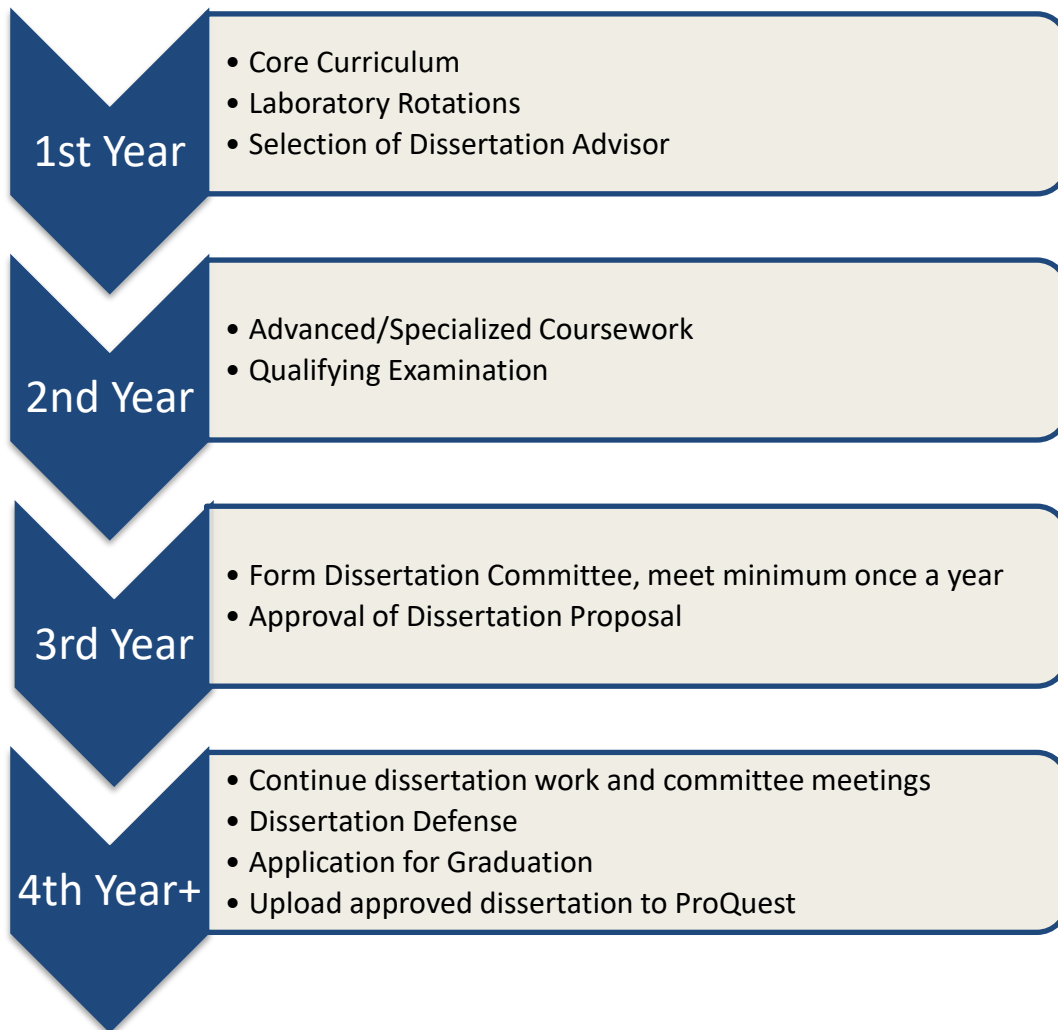 1st Year
• Core Curriculum
• Laboratory Rotations
• Selection of Dissertation Advisor
2nd Year
• Advanced/Specialized Coursework
• Qualifying Examination
3rd Year
• Form Dissertation Committee, meet minimum once a year
• Approval of Dissertation Proposal
4th Year+
• Continue dissertation work and committee meetings
• Dissertation Defense
• Application for Graduation
• Upload approved dissertation to ProQuest